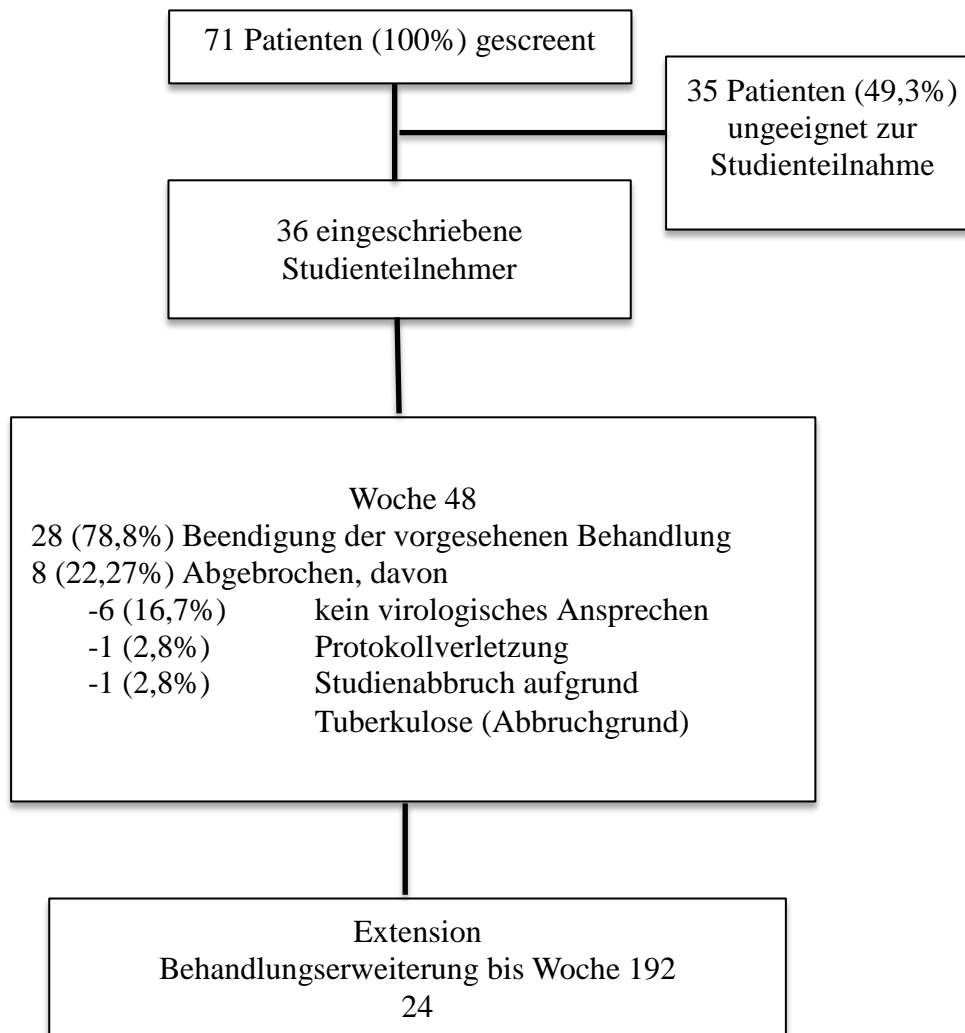 71 Patienten (100%) gescreent
35 Patienten (49,3%)
ungeeignet zur
Studienteilnahme
36 eingeschriebene
Studienteilnehmer
Woche 48
28 (78,8%) Beendigung der vorgesehenen Behandlung
8 (22,27%) Abgebrochen, davon
-6 (16,7%) kein virologisches Ansprechen
-1 (2,8%) Protokollverletzung
-1 (2,8%) Studienabbruch aufgrund
Tuberkulose (Abbruchgrund)
Extension
Behandlungserweiterung bis Woche 192
24